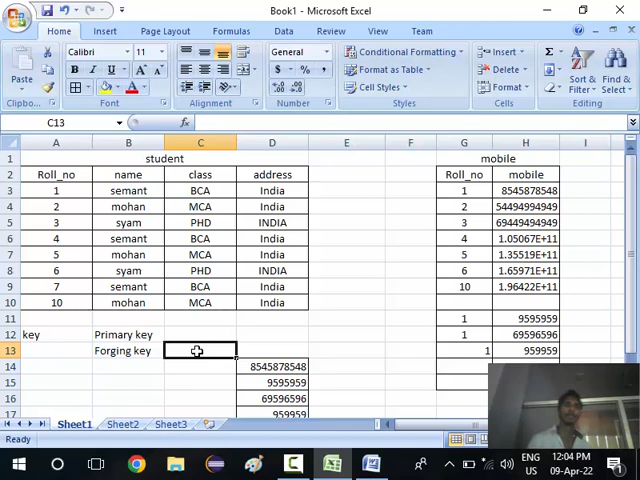 Book1 - Microsoft Excel
Home Insert Page Layout Formulas Data Review View Team
Calibri 11 General Conditional Formatting Insert Σ
Paste B I U A A $ % , Format as Table Delete Sort & Filter Find & Select
Cell Styles Format
Clipboa... Font Alignment Number Styles Cells Editing
C13 fx
A B C D E F G H I
1 student mobile
2 Roll_no name class address Roll_no mobile
3 1 semant BCA India 1 8545878548
4 2 mohan MCA India 2 54494994949
5 3 syam PHD INDIA 3 69449494949
6 4 semant BCA India 4 1.05067E+11
7 5 mohan MCA India 5 1.35519E+11
8 6 syam PHD INDIA 6 1.65971E+11
9 7 semant BCA India 10 1.96422E+11
10 10 mohan MCA India
11 1 9595959
12 key Primary key 1 69596596
13 Forging key 1 959959
14 8545878548
15 9595959
16 69596596
17 959959
Sheet1 Sheet2 Sheet3
Ready
ENG 12:04 PM
US 09-Apr-22 1